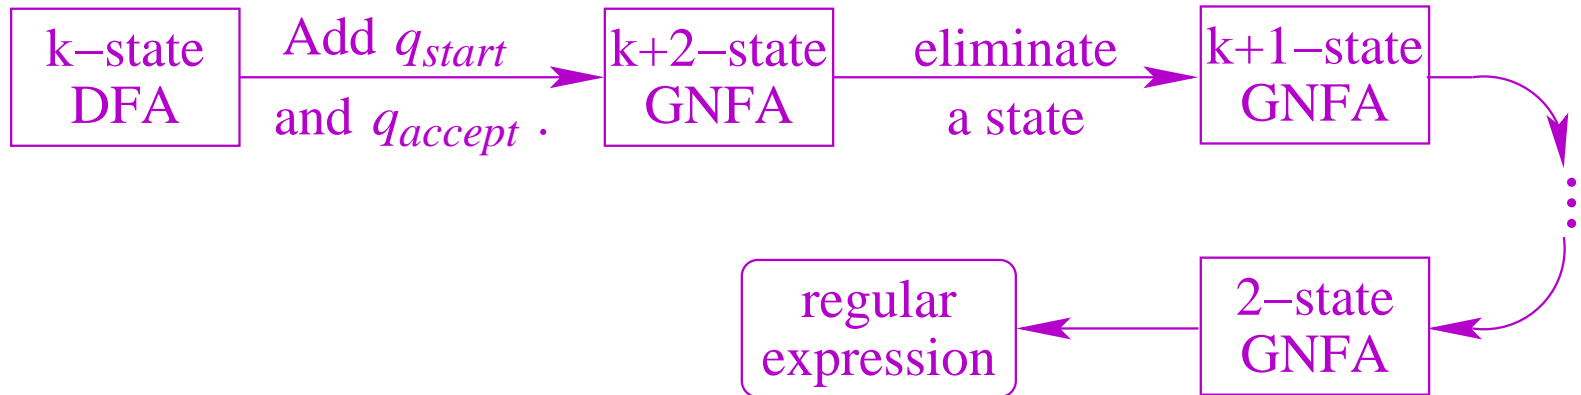 k–state
DFA
Add q_start
and q_accept .
k+2–state
GNFA
eliminate
a state
k+1–state
GNFA
2–state
GNFA
regular
expression